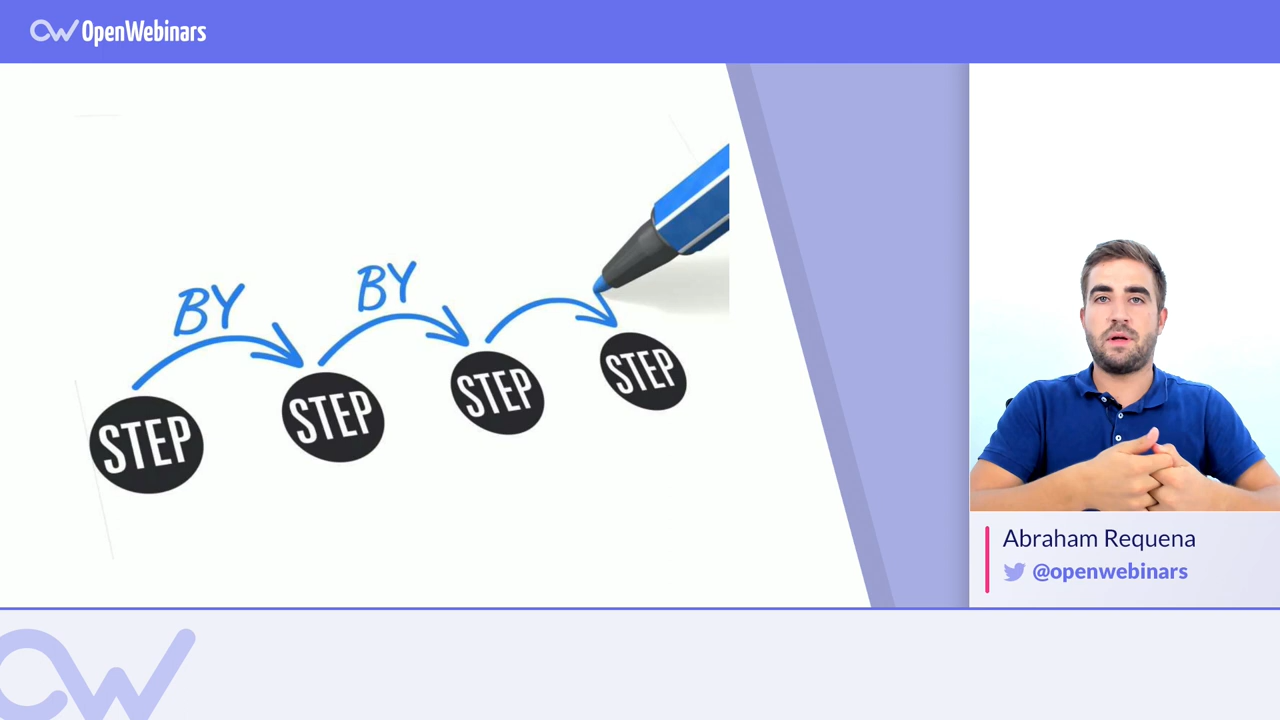 OpenWebinars
BY
BY
STEP
STEP
STEP
STEP
Abraham Requena
@openwebinars